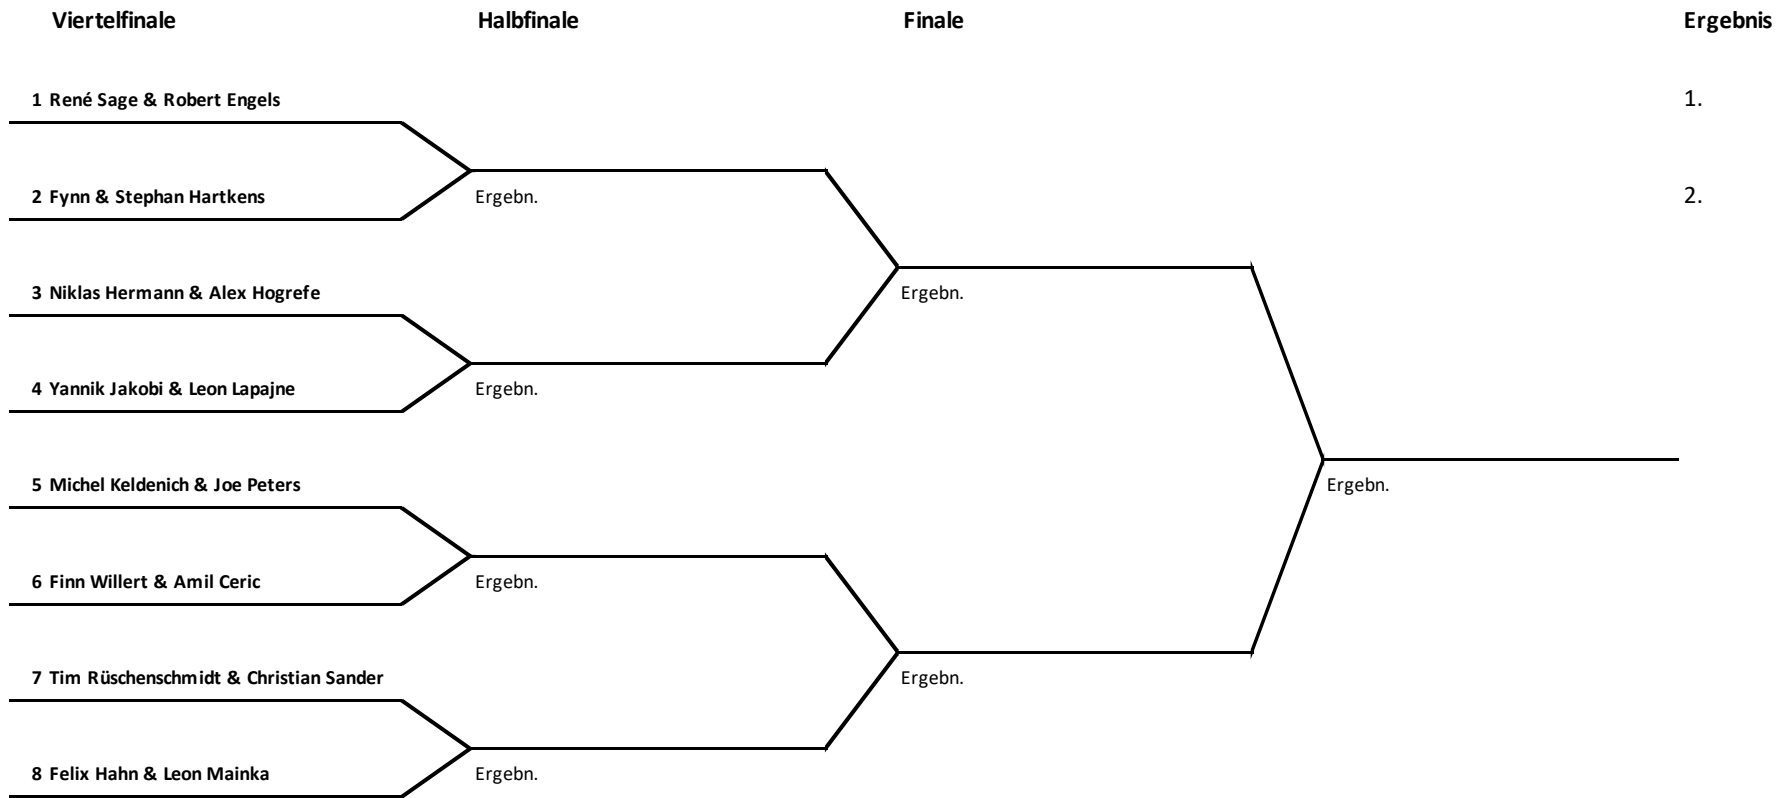 Viertelfinale Halbfinale Finale Ergebnis
1 René Sage & Robert Engels 1.
2 Fynn & Stephan Hartkens Ergebn. 2.
3 Niklas Hermann & Alex Hogrefe Ergebn.
4 Yannik Jakobi & Leon Lapajne Ergebn.
5 Michel Keldenich & Joe Peters Ergebn.
6 Finn Willert & Amil Ceric Ergebn.
7 Tim Rüschenschmidt & Christian Sander Ergebn.
8 Felix Hahn & Leon Mainka Ergebn.